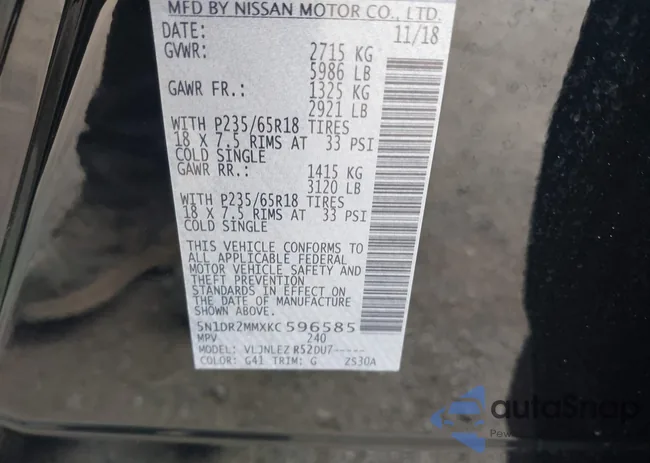 MFD BY NISSAN MOTOR CO., LTD.
DATE: 11/18
GVWR: 2715 KG
5986 LB
GAWR FR.: 1325 KG
2921 LB
WITH P235/65R18 TIRES
18 X 7.5 RIMS AT 33 PSI
COLD SINGLE
GAWR RR.: 1415 KG
3120 LB
WITH P235/65R18 TIRES
18 X 7.5 RIMS AT 33 PSI
COLD SINGLE
THIS VEHICLE CONFORMS TO
ALL APPLICABLE FEDERAL
MOTOR VEHICLE SAFETY AND
THEFT PREVENTION
STANDARDS IN EFFECT ON
THE DATE OF MANUFACTURE
SHOWN ABOVE.
5N1DR2MMXKC596585
MPV 240
MODEL: VLJNLEZ R52DU7-----
COLOR: G41 TRIM: G 2S30A
autoSnap